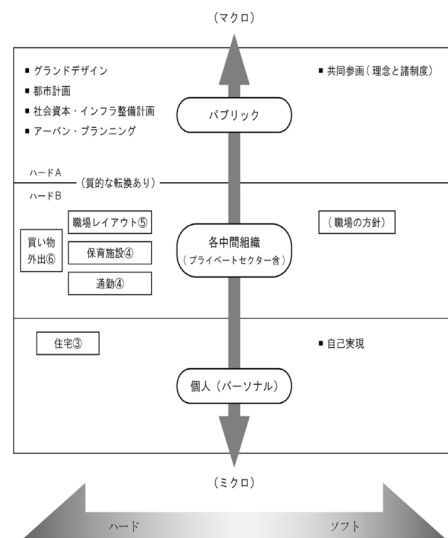 （マクロ）
■ グランドデザイン
■ 都市計画
■ 社会資本・インフラ整備計画
■ アーバン・プランニング
■ 共同参画（理念と諸制度）
パブリック
ハードA
（質的な転換あり）
ハードB
職場レイアウト⑤
買い物
外出⑥
保育施設④
通勤④
各中間組織
（プライベートセクター含）
（職場の方針）
住宅③
■ 自己実現
個人（パーソナル）
（ミクロ）
ハード
ソフト